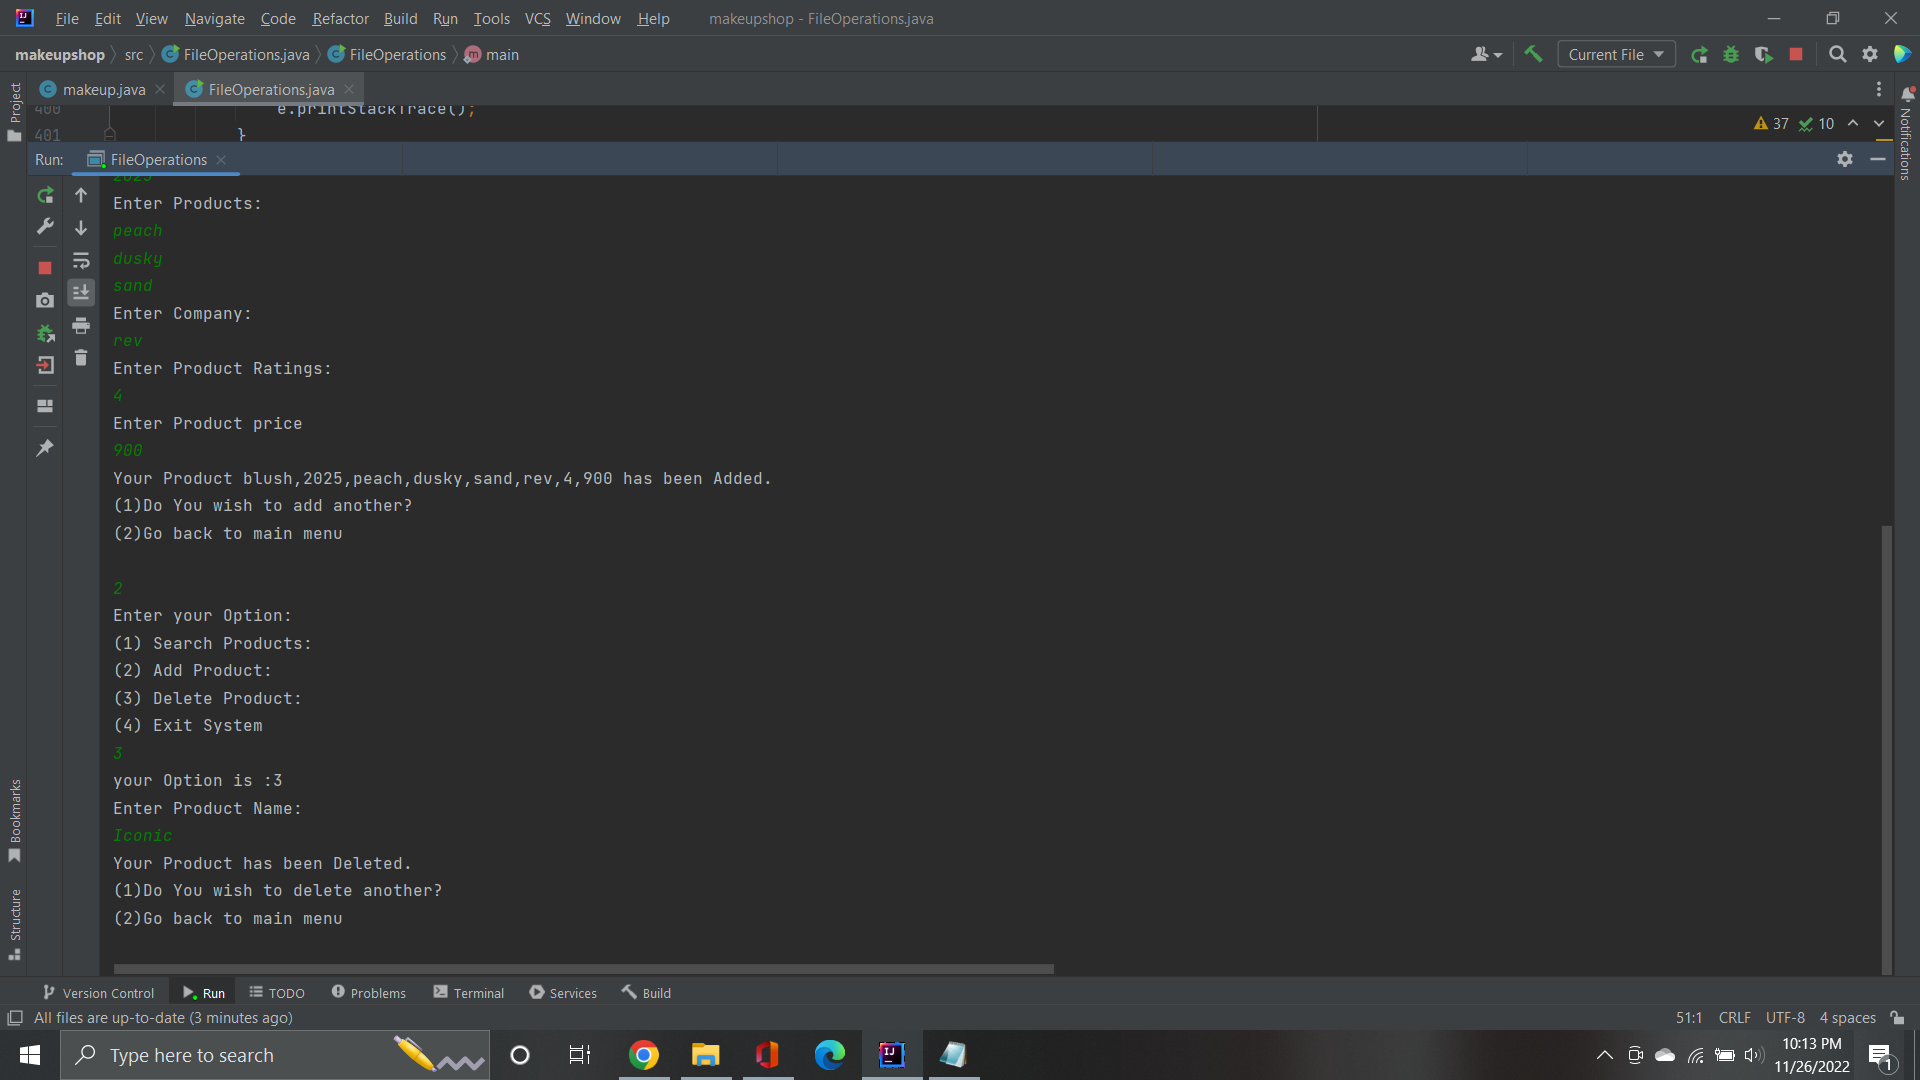 File Edit View Navigate Code Refactor Build Run Tools VCS Window Help makeupshop - FileOperations.java
makeupshop src FileOperations.java FileOperations main Current File
makeup.java FileOperations.java
400 e.printStackTrace();
401 }
37 10
Project
Notifications
Run: FileOperations
2025
Enter Products:
peach
dusky
sand
Enter Company:
rev
Enter Product Ratings:
4
Enter Product price
900
Your Product blush,2025,peach,dusky,sand,rev,4,900 has been Added.
(1)Do You wish to add another?
(2)Go back to main menu
2
Enter your Option:
(1) Search Products:
(2) Add Product:
(3) Delete Product:
(4) Exit System
3
your Option is :3
Enter Product Name:
Iconic
Your Product has been Deleted.
(1)Do You wish to delete another?
(2)Go back to main menu
Bookmarks
Structure
Version Control Run TODO Problems Terminal Services Build
All files are up-to-date (3 minutes ago) 51:1 CRLF UTF-8 4 spaces
Type here to search
10:13 PM
11/26/2022
1